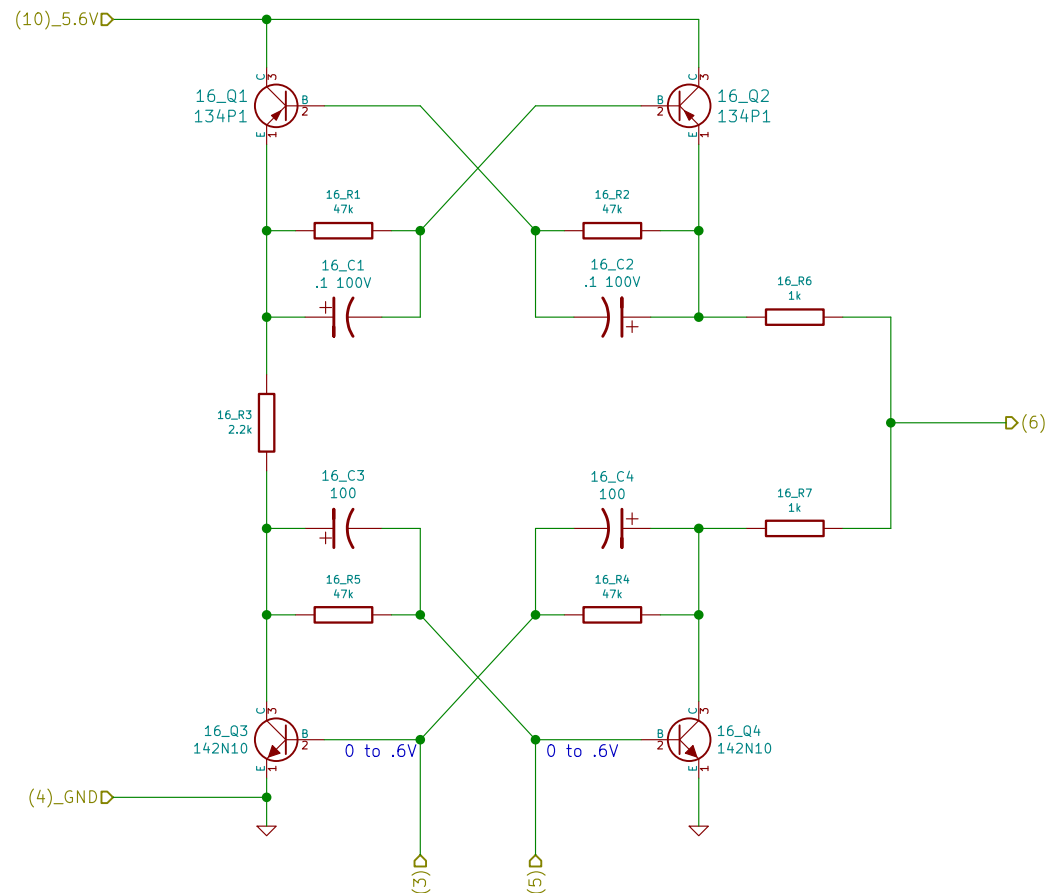 (10)_5.6V
C
3
16_Q1
134P1
B
2
E
1
C
3
B
2
16_Q2
134P1
E
1
16_R1
47k
16_R2
47k
16_C1
.1 100V
16_C2
.1 100V
+
+
16_R6
1k
16_R3
2.2k
(6)
16_C3
100
16_C4
100
+
+
16_R7
1k
16_R5
47k
16_R4
47k
C
3
16_Q3
142N10
B
2
E
1
0 to .6V
0 to .6V
C
3
B
2
16_Q4
142N10
E
1
(4)_GND
(3)
(5)